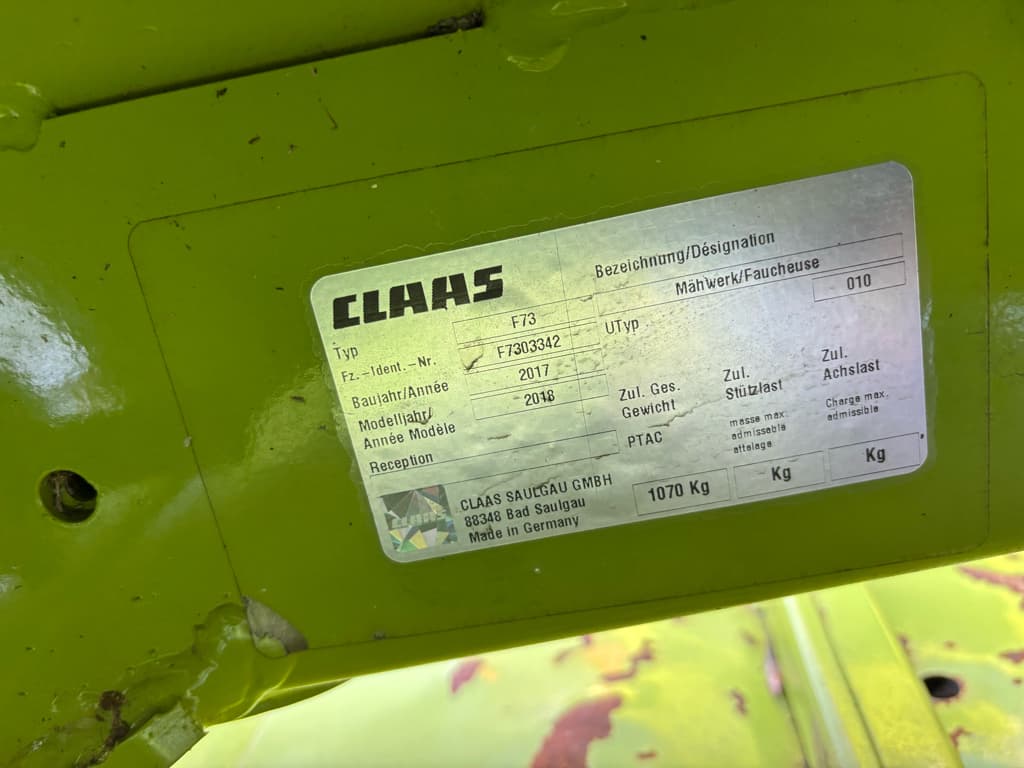 CLAAS
Bezeichnung/Désignation
Typ F73 Mähwerk/Faucheuse
Fz.-Ident.-Nr. F7303342 UTyp 010
Baujahr/Année 2017
Modelljahr/ 2018
Année Modèle
Reception
Zul. Ges.
Gewicht
PTAC
1070 Kg
Zul.
Stützlast
masse max.
admissable
attelage
Kg
Zul.
Achslast
Charge max.
admissible
Kg
CLAAS
CLAAS SAULGAU GMBH
88348 Bad Saulgau
Made in Germany